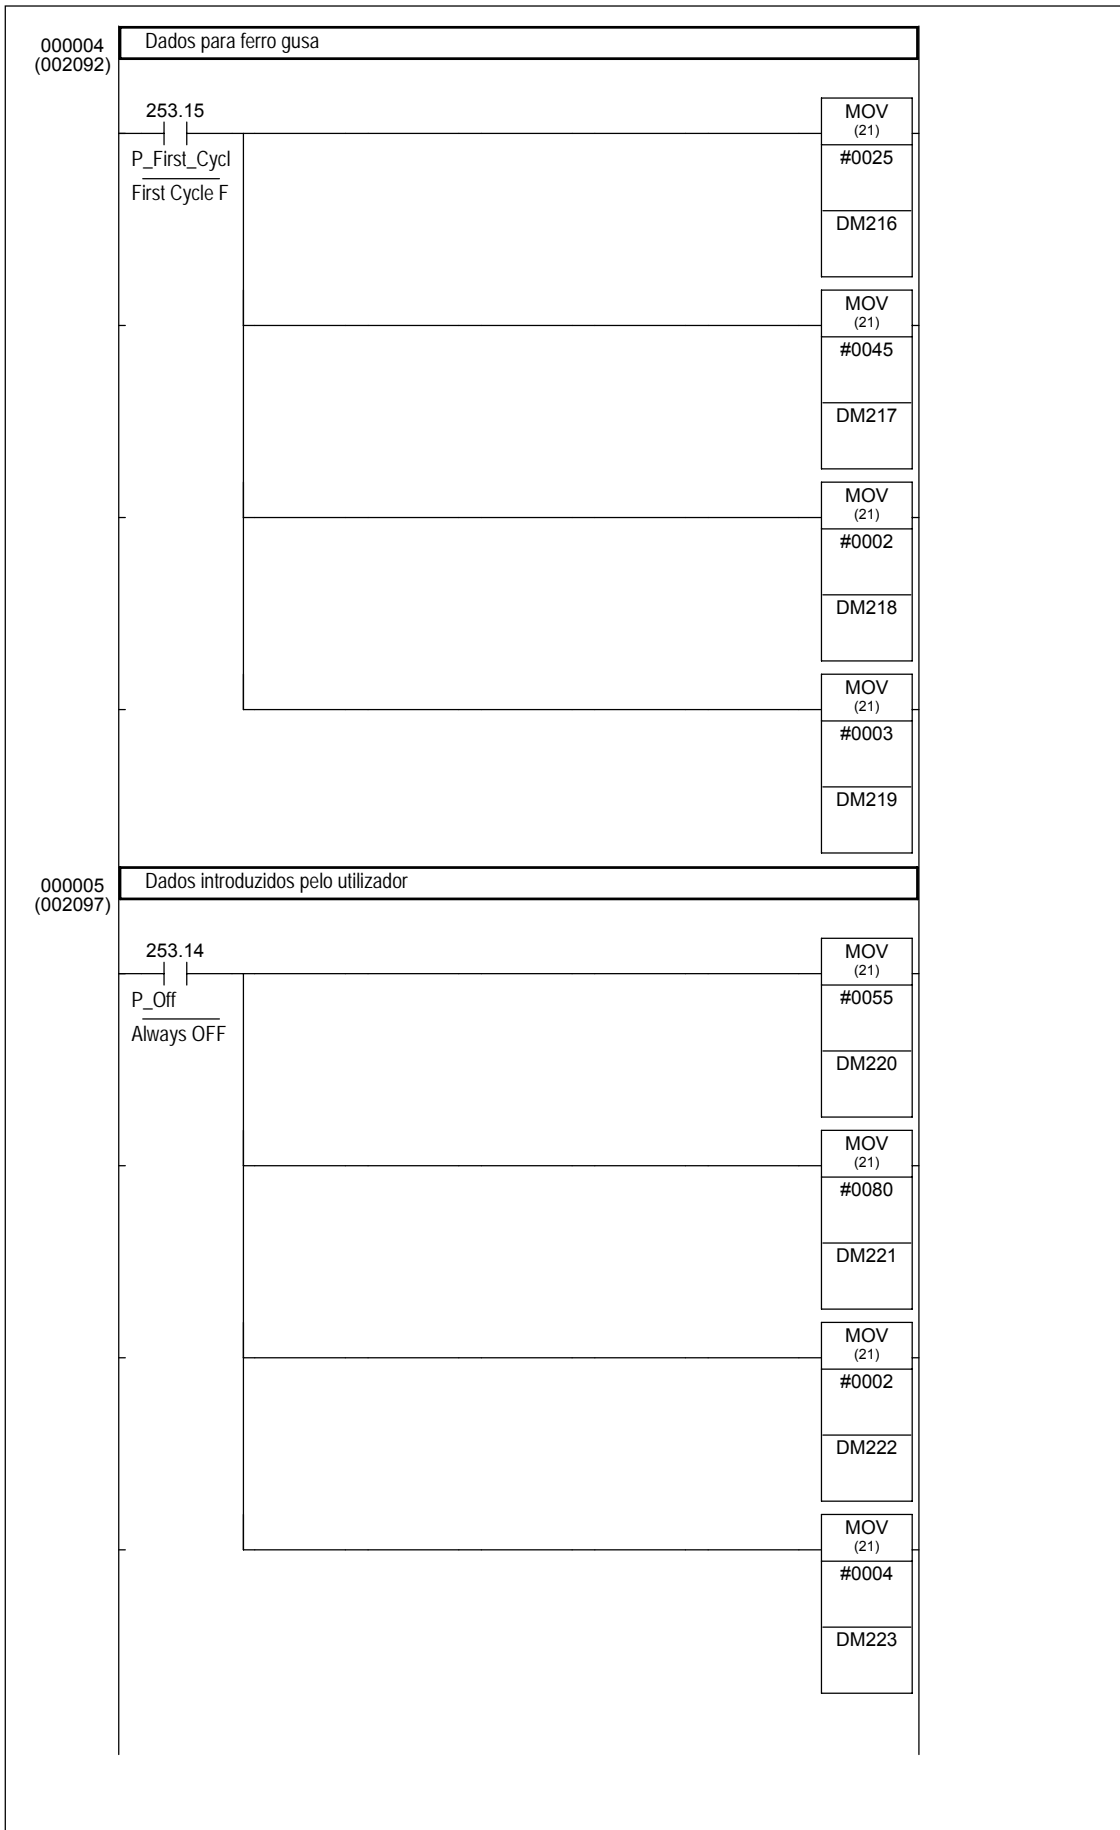 000004
(002092)
Dados para ferro gusa
253.15
P_First_Cycl
First Cycle F
MOV
(21)
#0025
DM216
MOV
(21)
#0045
DM217
MOV
(21)
#0002
DM218
MOV
(21)
#0003
DM219
000005
(002097)
Dados introduzidos pelo utilizador
253.14
P_Off
Always OFF
MOV
(21)
#0055
DM220
MOV
(21)
#0080
DM221
MOV
(21)
#0002
DM222
MOV
(21)
#0004
DM223